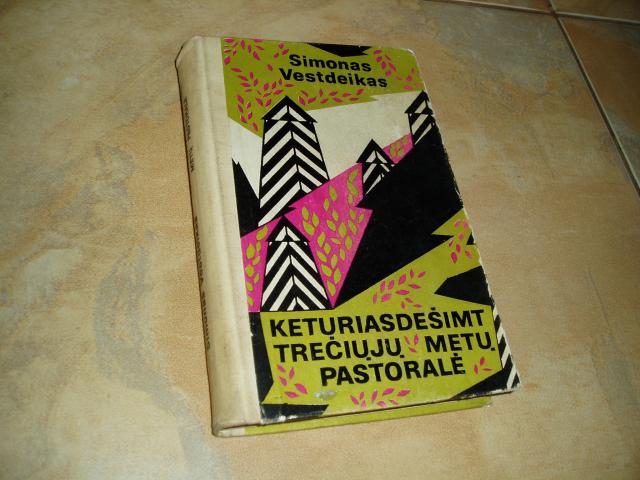 Simonas
Vestdeikas
KETURIASDEŠIMT
TREČIŲJŲ METŲ
PASTORALĖ